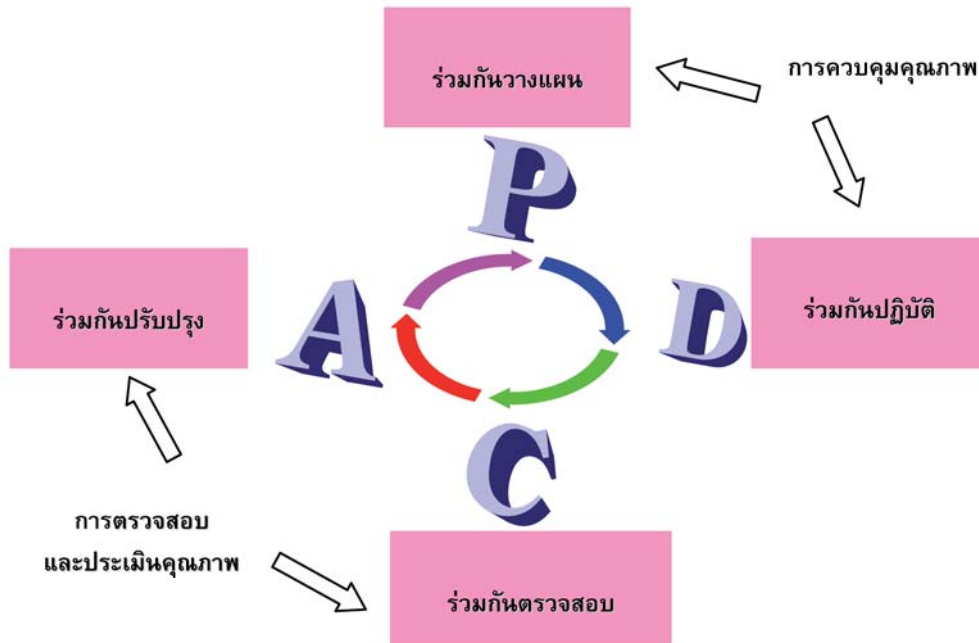 ร่วมกันวางแผน
การควบคุมคุณภาพ
P
ร่วมกันปรับปรุง
A
D
ร่วมกันปฏิบัติ
C
การตรวจสอบ
และประเมินคุณภาพ
ร่วมกันตรวจสอบ